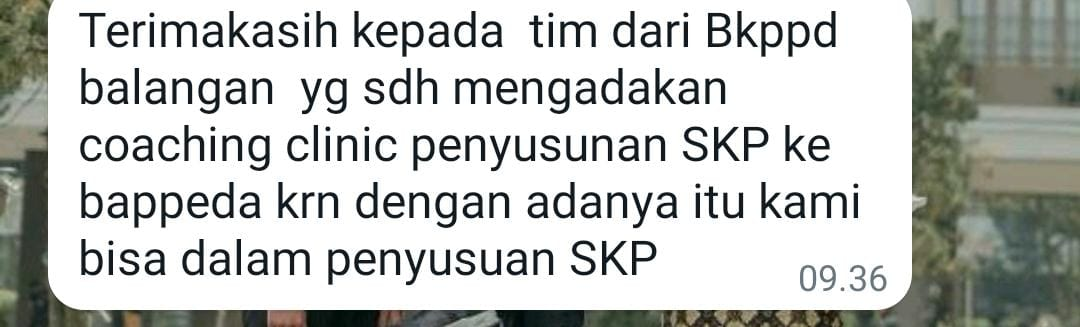 Terimakasih kepada  tim dari Bkppd
balangan  yg sdh mengadakan
coaching clinic penyusunan SKP ke
bappeda krn dengan adanya itu kami
bisa dalam penyusuan SKP
09.36